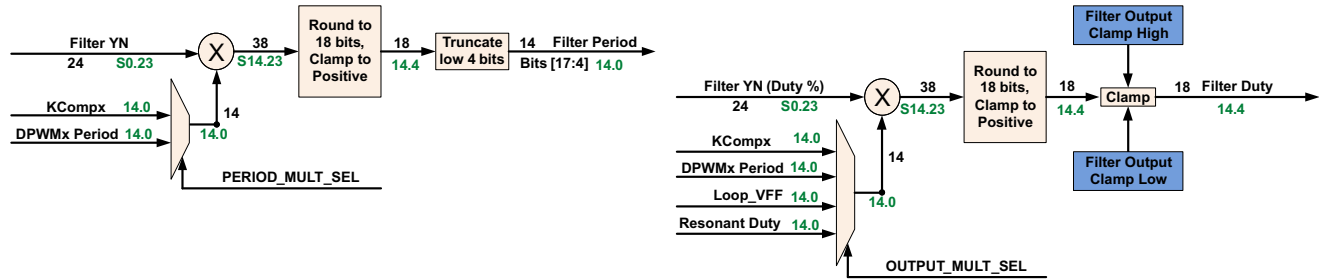 Filter YN
24 S0.23
X
38
S14.23
Round to
18 bits,
Clamp to
Positive
18
14.4
Truncate
low 4 bits
14 Filter Period
Bits [17:4] 14.0
KCompx 14.0
DPWMx Period 14.0
14
14.0
PERIOD_MULT_SEL
Filter YN (Duty %)
24 S0.23
X
38
S14.23
Round to
18 bits,
Clamp to
Positive
18
14.4
Filter Output
Clamp High
Clamp
18 Filter Duty
14.4
Filter Output
Clamp Low
KCompx 14.0
DPWMx Period 14.0
Loop_VFF 14.0
Resonant Duty 14.0
14
14.0
OUTPUT_MULT_SEL